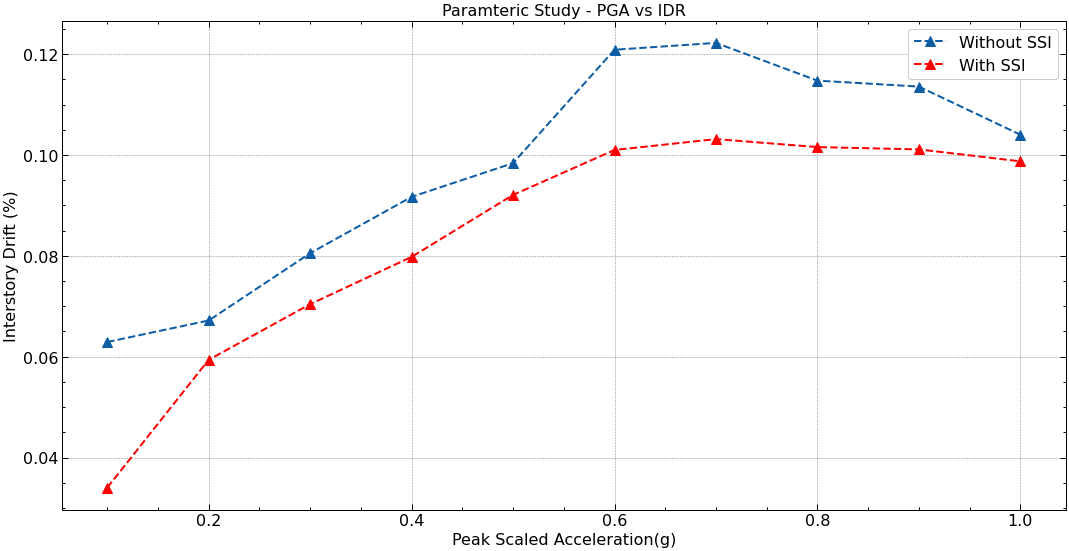 Paramteric Study - PGA vs IDR
Without SSI
With SSI
Interstory Drift (%)
0.12
0.10
0.08
0.06
0.04
0.2 0.4 0.6 0.8 1.0
Peak Scaled Acceleration(g)